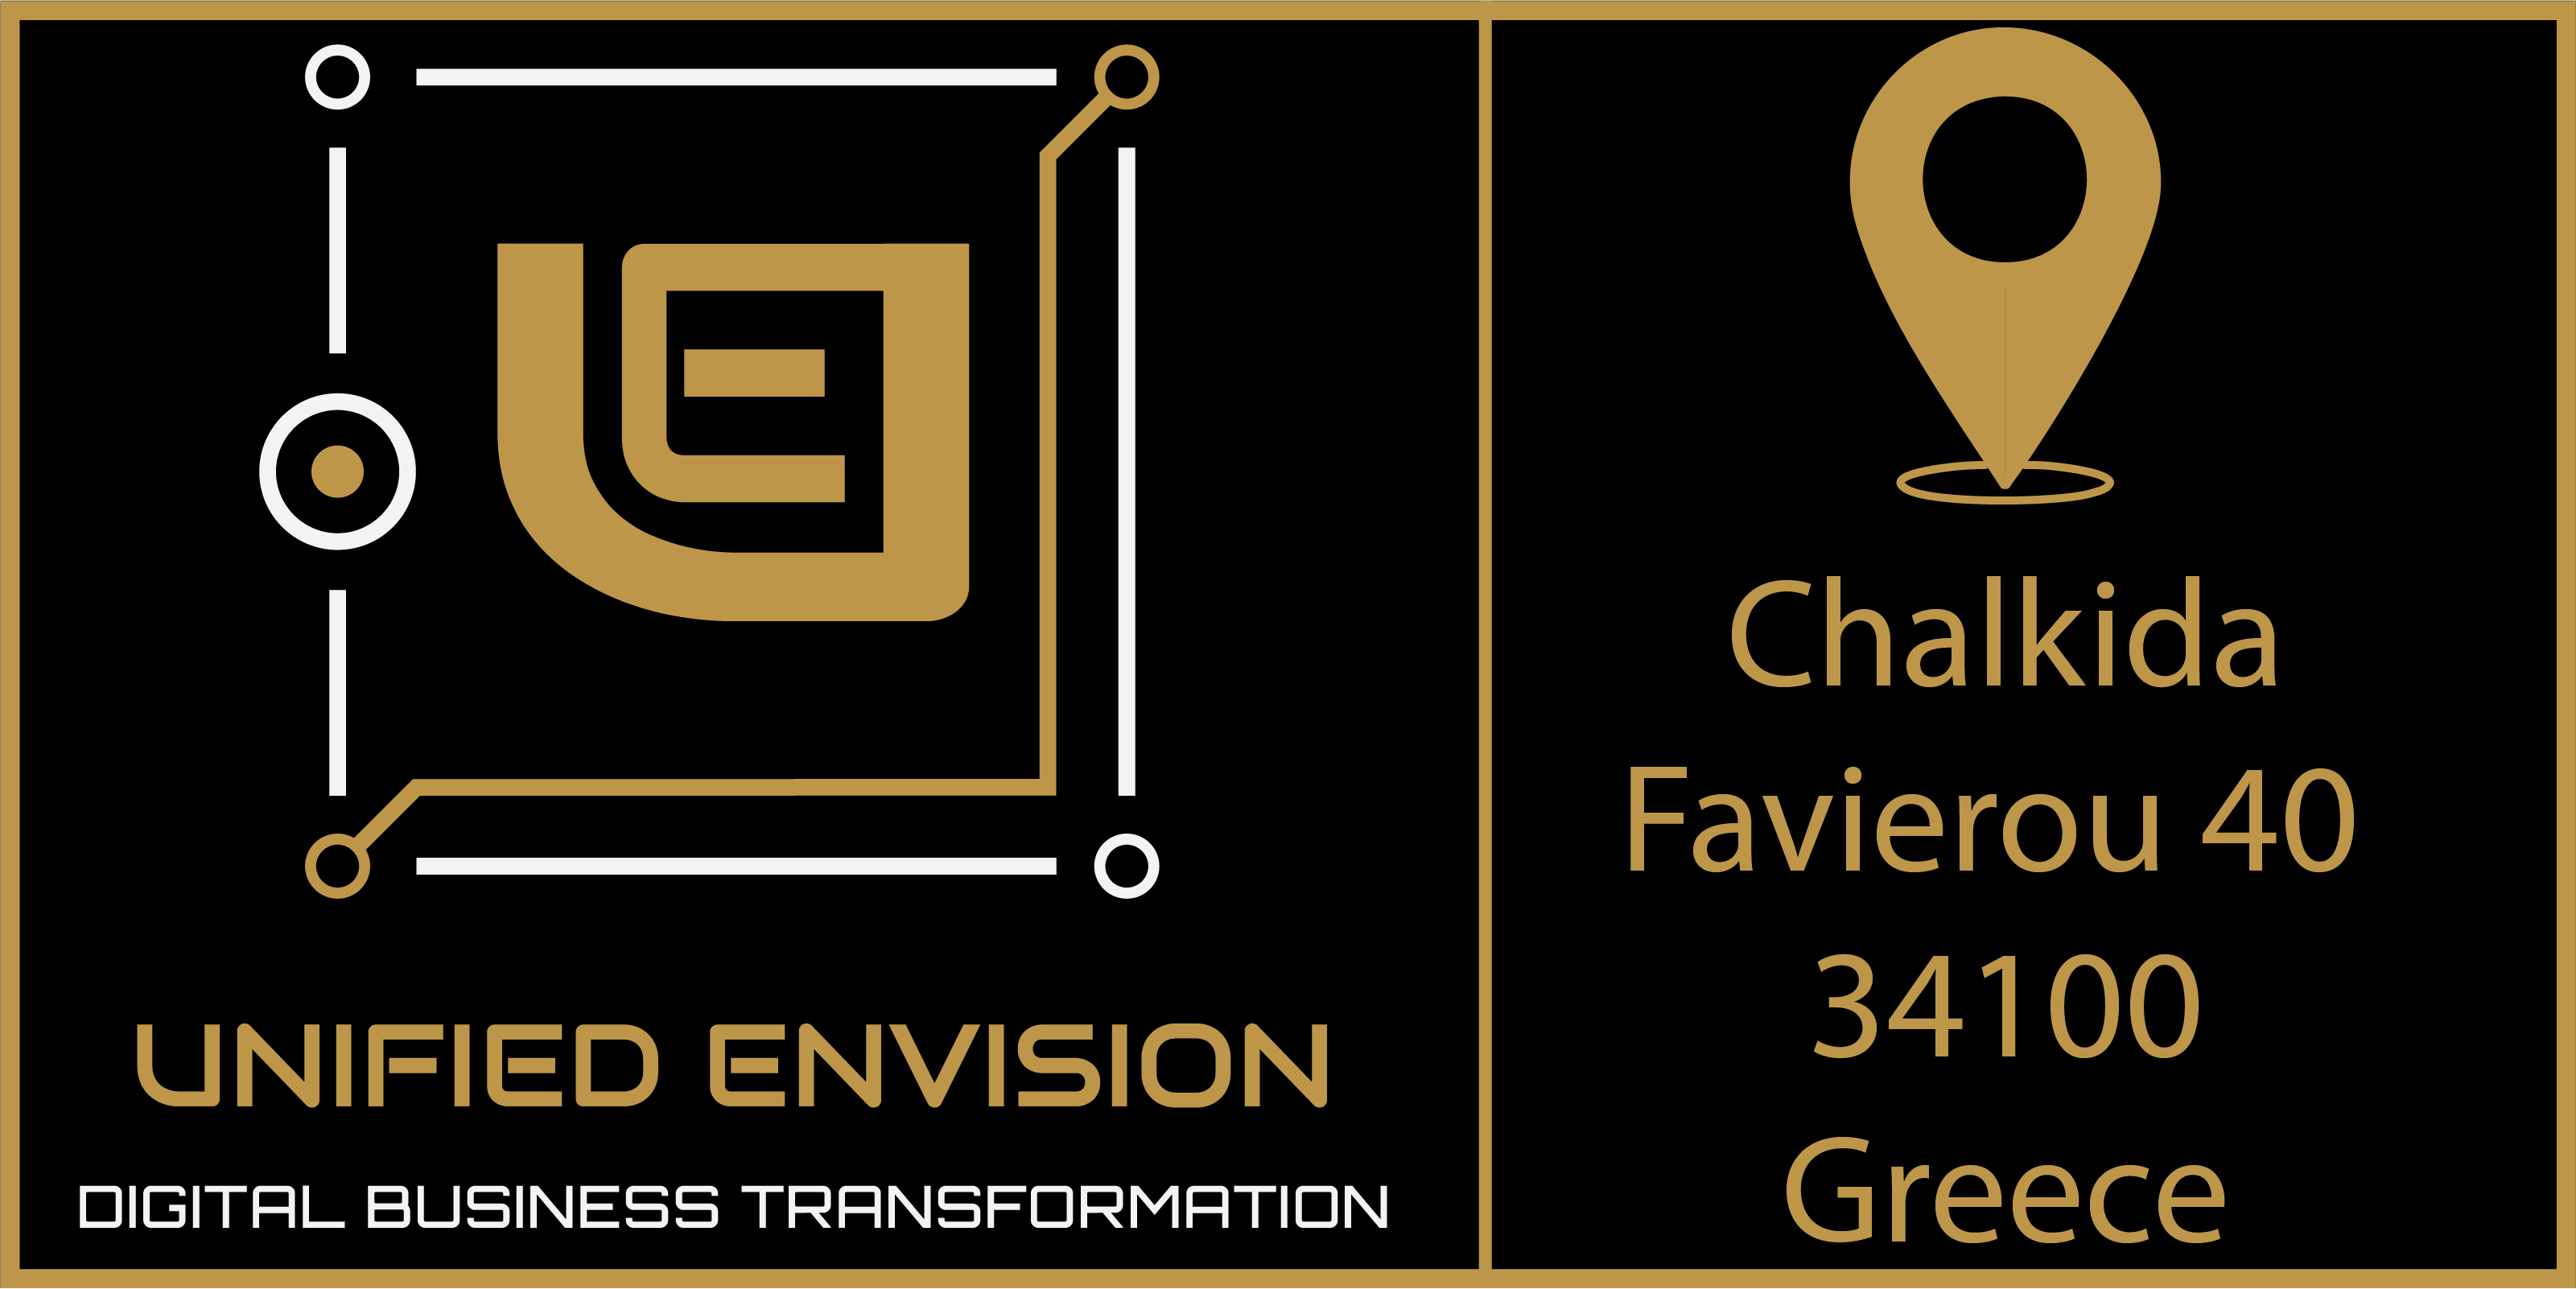 UNIFIED ENVISION
DIGITAL BUSINESS TRANSFORMATION
Chalkida
Favierou 40
34100
Greece